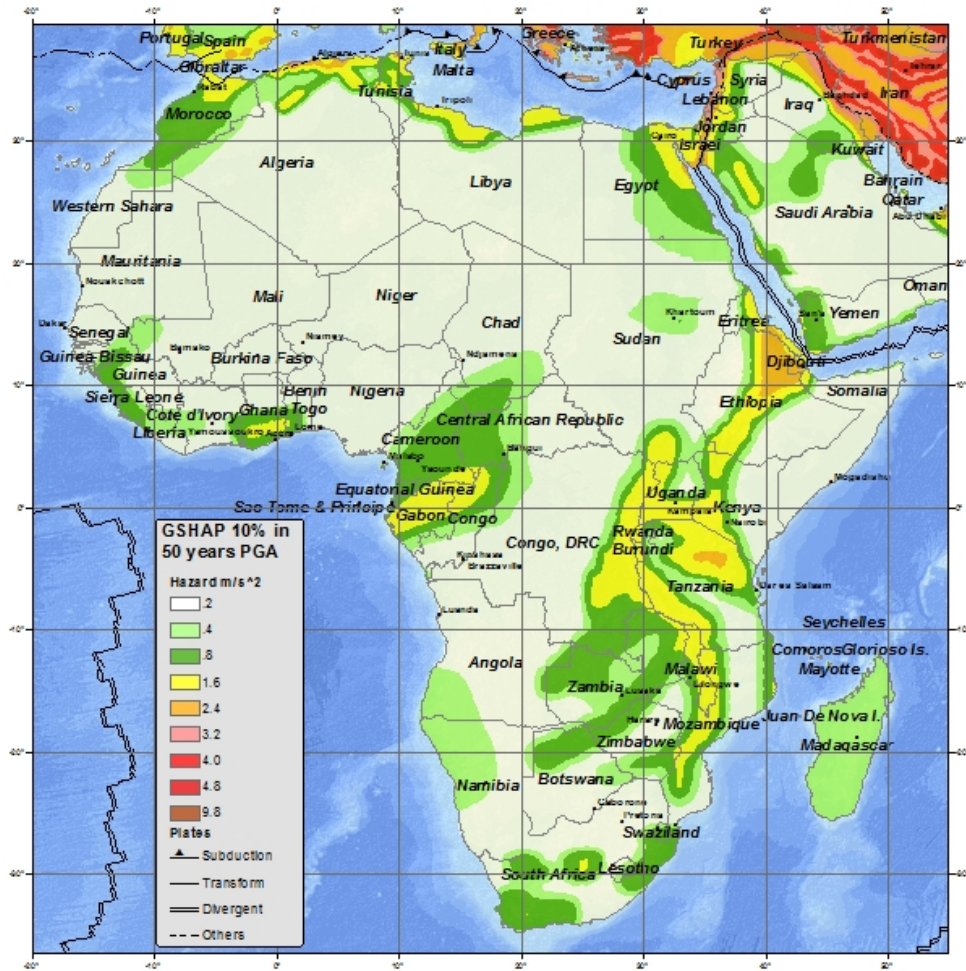 Portugal Spain
Greece
Turkey
Turkmenistan
Italy
Gibraltar
Malta
Cyprus
Syria
Tehran
Rabat
Tunisia
Tripoli
Lebanon
Iraq
Baghdad
Iran
Morocco
Jordan
Cairo
Israel
Kuwait
Algeria
Libya
Egypt
Bahrain
Qatar
Western Sahara
Saudi Arabia
Abu Dhabi
Mauritania
Nouakchott
Oman
Mali
Niger
Chad
Sudan
Khartoum
Eritrea
Yemen
Dakar
Senegal
Niamey
Guinea-Bissau
Bamako
Burkina Faso
Ndjamena
Djibouti
Guinea
Benin
Nigeria
Somalia
Sierra Leone
Ethiopia
Cote d'Ivory
Ghana
Togo
Central African Republic
Liberia
Yamoussoukro
Accra
Lome
Cameroon
Bangui
Malabo
Yaounde
Mogadishu
Equatorial Guinea
Uganda
Sao Tome & Principe
Gabon
Congo
Kampala
Kenya
Nairobi
GSHAP 10% in
50 years PGA
Congo, DRC
Rwanda
Burundi
Kinshasa
Brazzaville
Hazard m/s^2
Tanzania
Dar es Salaam
.2
.4
Luanda
Seychelles
.8
Comoros
Glorioso Is.
1.6
Angola
Malawi
Mayotte
2.4
Zambia
Lusaka
Lilongwe
3.2
Harare
Mozambique
Juan De Nova I.
4.0
Zimbabwe
Madagascar
4.8
Namibia
Botswana
9.8
Gaborone
Pretoria
Plates
Swaziland
Subduction
Transform
South Africa
Lesotho
Divergent
Others